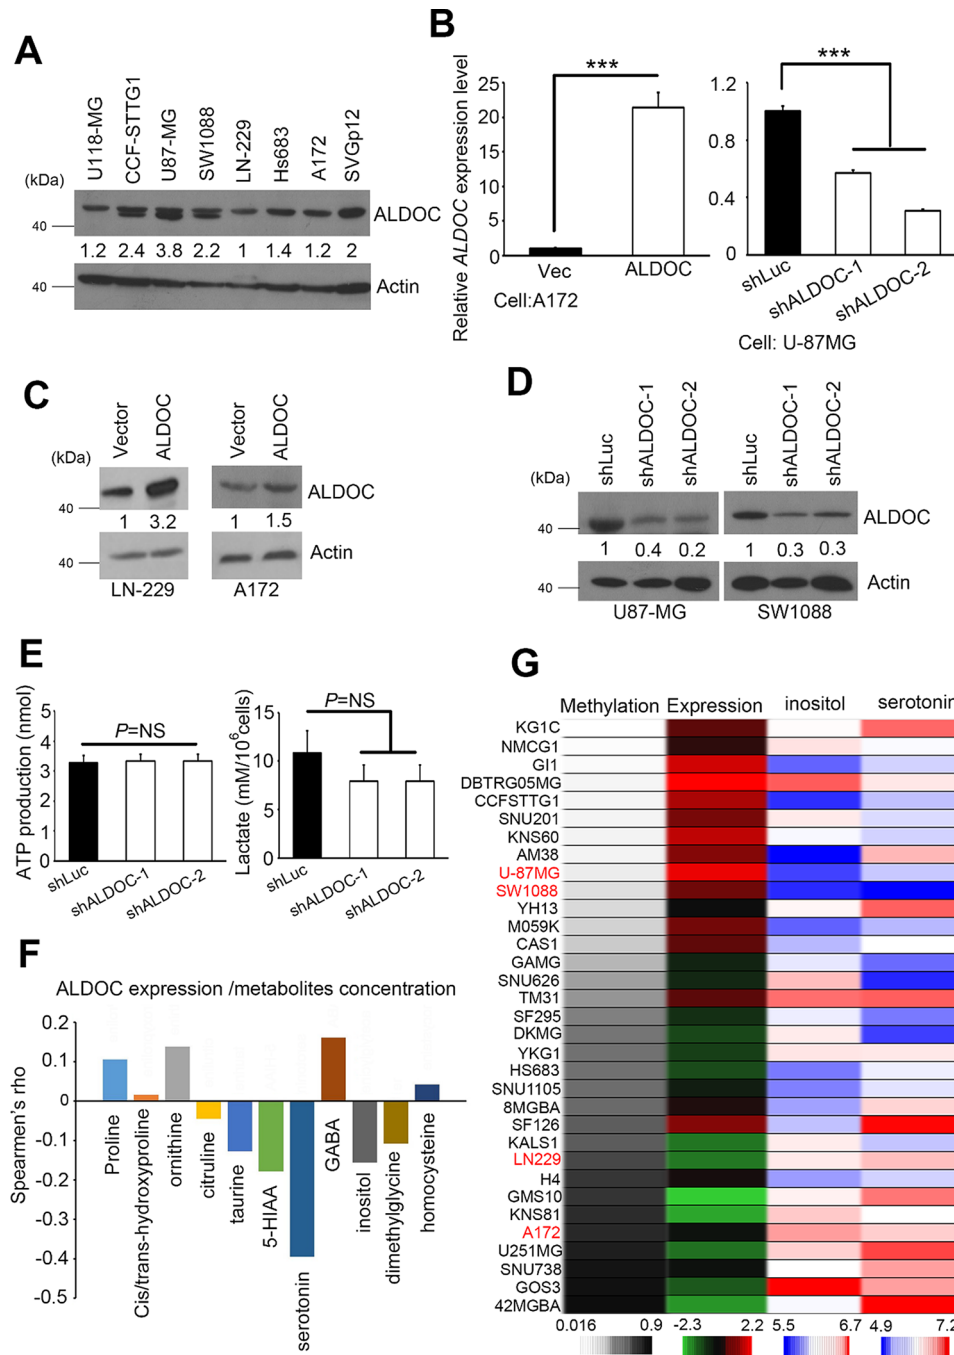 A
U118-MG
CCF-STTG1
U87-MG
SW1088
LN-229
Hs683
A172
SVGp12
(kDa)
ALDOC
40
1.2 2.4 3.8 2.2 1 1.4 1.2 2
40
Actin
B
Relative ALDOC expression level
***
25
20
15
10
5
0
Vec
ALDOC
Cell:A172
***
1.2
0.8
0.4
0
shLuc
shALDOC-1
shALDOC-2
Cell: U-87MG
C
Vector
ALDOC
Vector
ALDOC
(kDa)
ALDOC
40
1 3.2 1 1.5
Actin
40
LN-229 A172
D
shLuc
shALDOC-1
shALDOC-2
shLuc
shALDOC-1
shALDOC-2
(kDa)
ALDOC
40
1 0.4 0.2 1 0.3 0.3
40
Actin
U87-MG SW1088
E
ATP production (nmol)
P=NS
5
4
3
2
1
0
shLuc
shALDOC-1
shALDOC-2
Lactate (mM/10⁶cells)
P=NS
15
10
5
0
shLuc
shALDOC-1
shALDOC-2
F
ALDOC expression /metabolites concentration
Spearmen's rho
0.2
0.1
0
-0.1
-0.2
-0.3
-0.4
-0.5
Proline
Cis/trans-hydroxyproline
ornithine
citruline
taurine
5-HIAA
serotonin
GABA
inositol
dimethylglycine
homocysteine
G
Methylation Expression inositol serotonin
KG1C
NMCG1
GI1
DBTRG05MG
CCFSTTG1
SNU201
KNS60
AM38
U-87MG
SW1088
YH13
M059K
CAS1
GAMG
SNU626
TM31
SF295
DKMG
YKG1
HS683
SNU1105
8MGBA
SF126
KALS1
LN229
H4
GMS10
KNS81
A172
U251MG
SNU738
GOS3
42MGBA
0.016 0.9 -2.3 2.2 5.5 6.7 4.9 7.2